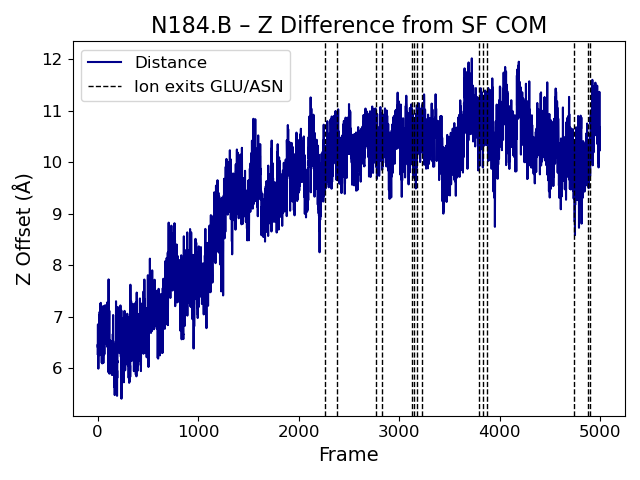 N184.B – Z Difference from SF COM
Distance
Ion exits GLU/ASN
12
11
10
9
8
7
6
Z Offset (Å)
0 1000 2000 3000 4000 5000
Frame